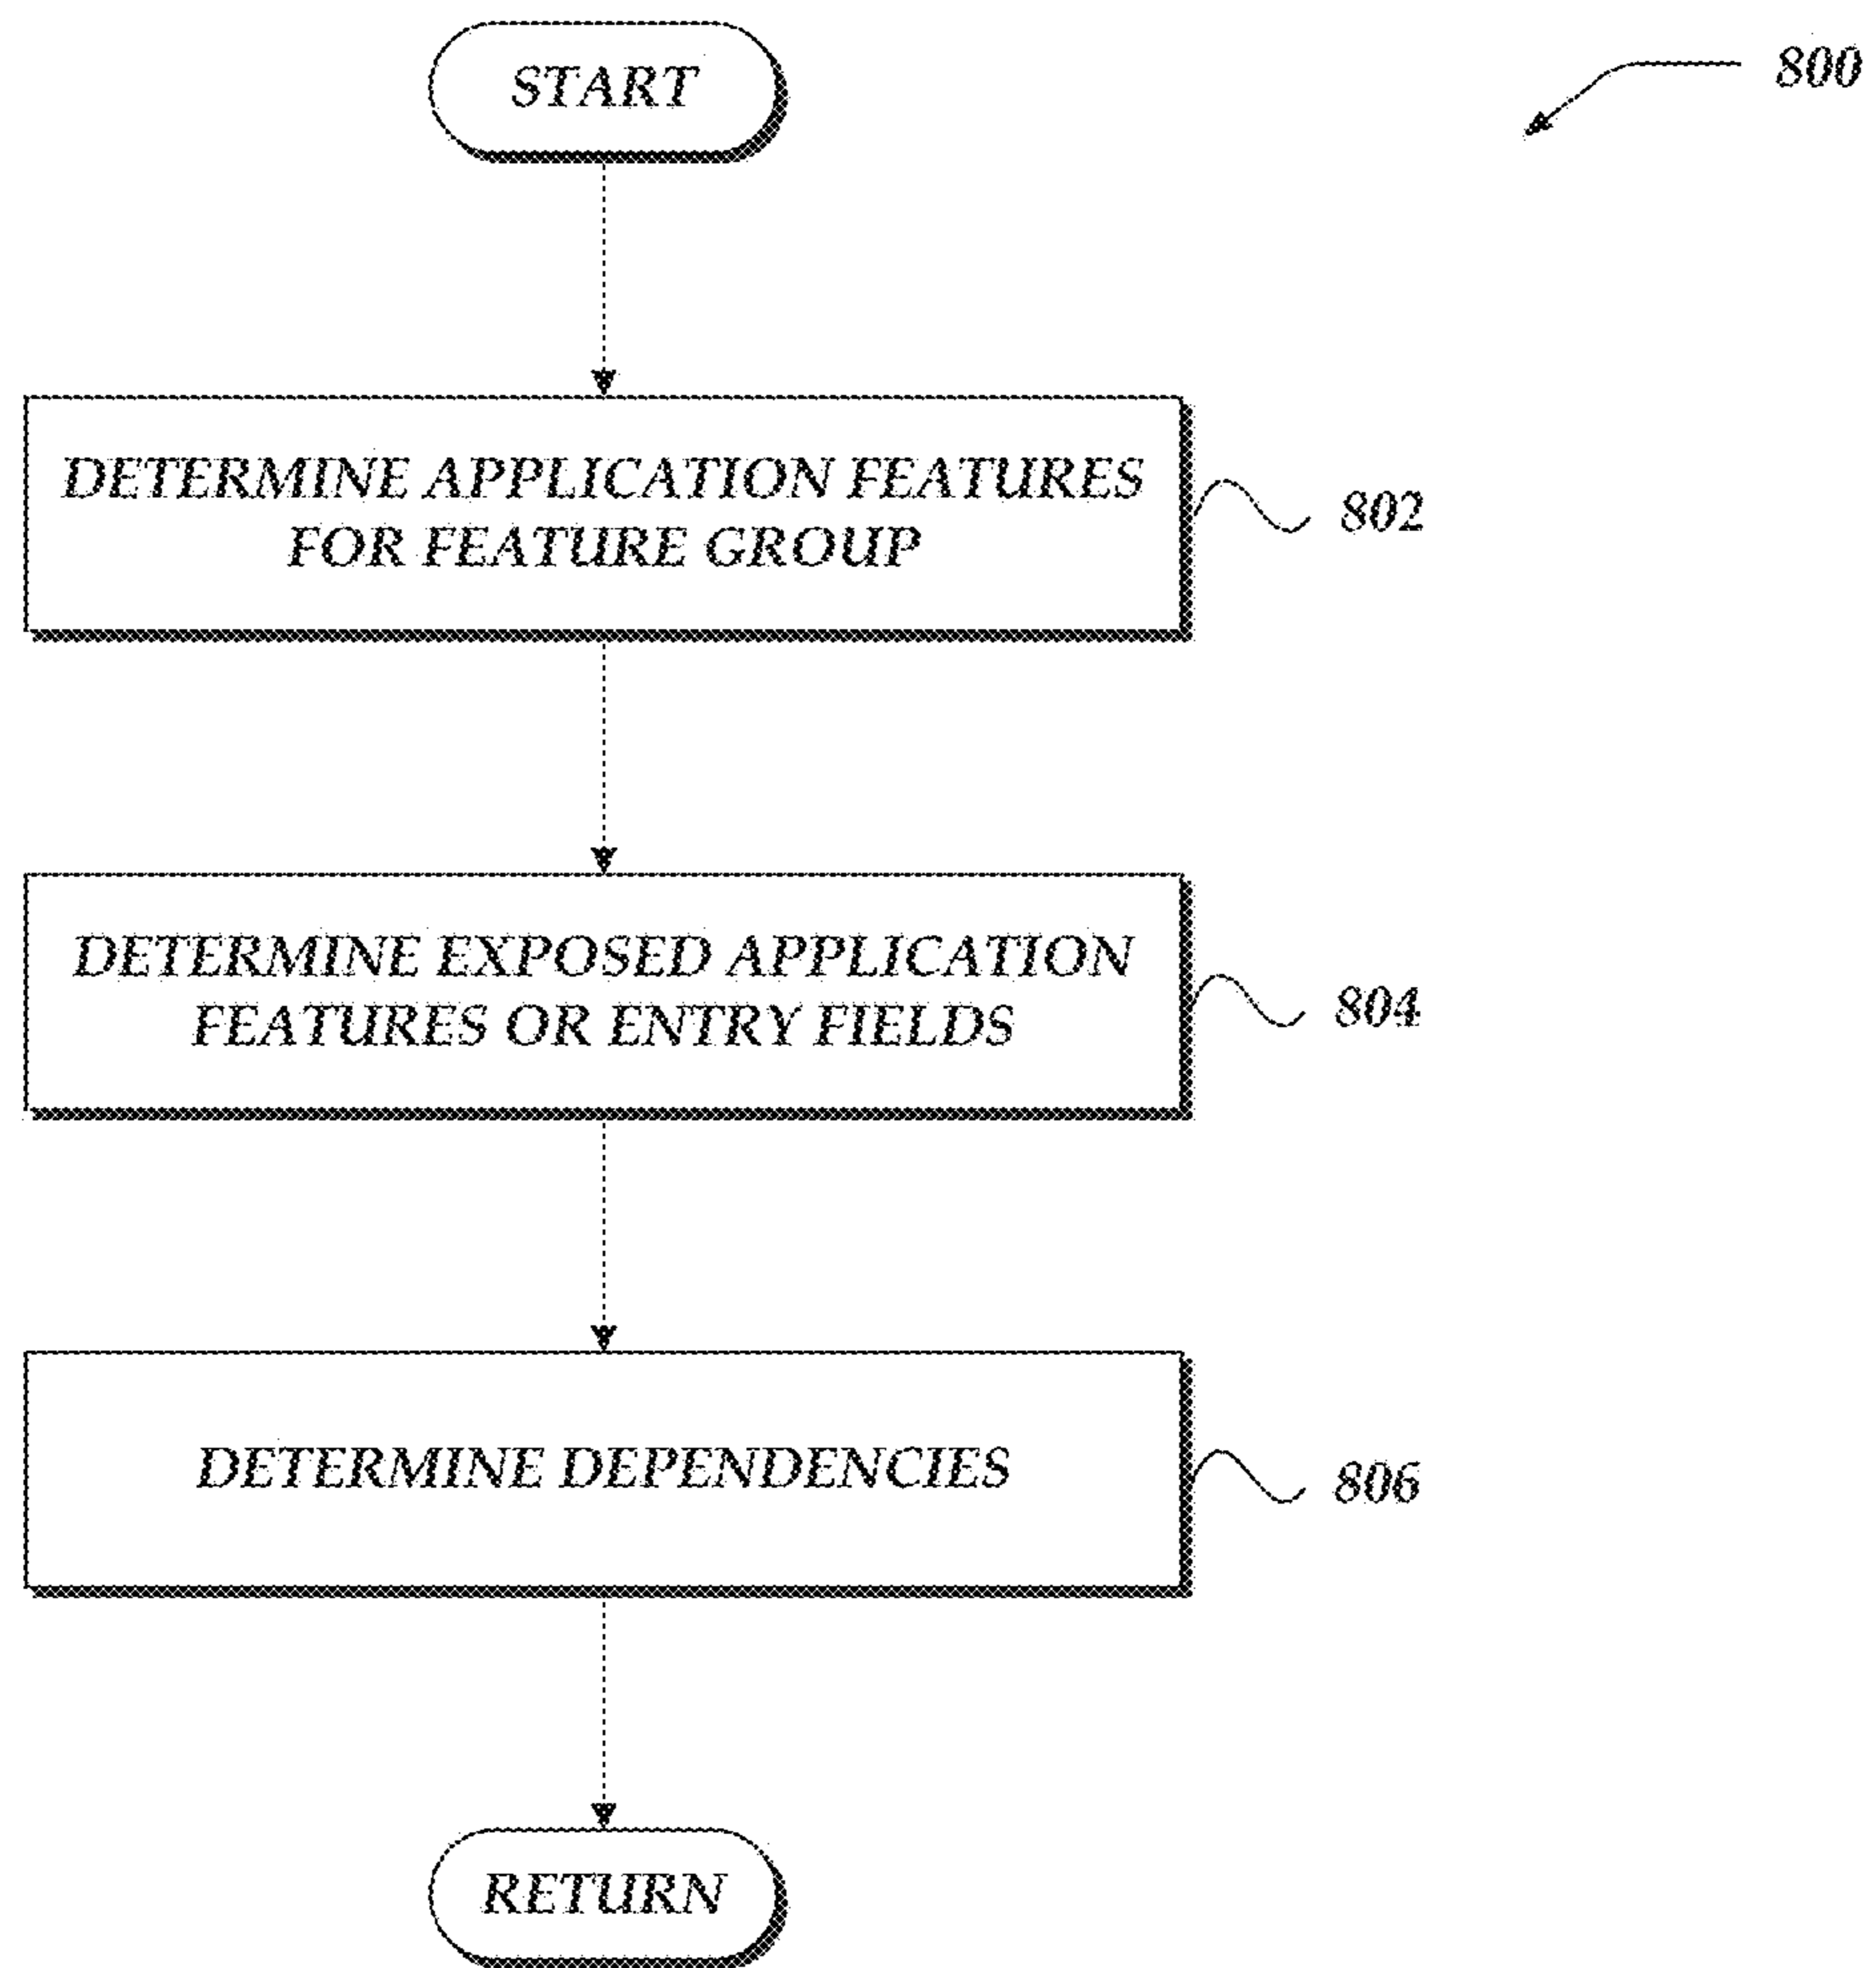 START
800
DETERMINE APPLICATION FEATURES
FOR FEATURE GROUP
802
DETERMINE EXPOSED APPLICATION
FEATURES OR ENTRY FIELDS
804
DETERMINE DEPENDENCIES
806
RETURN